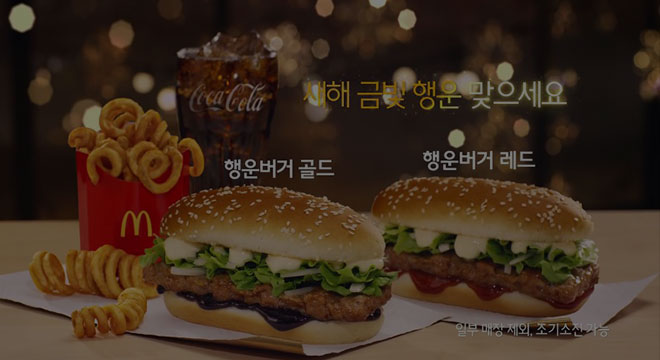 새해 금빛 행운 맞으세요
Coca-Cola
행운버거 골드
행운버거 레드
일부 매장 제외, 조기소진 가능